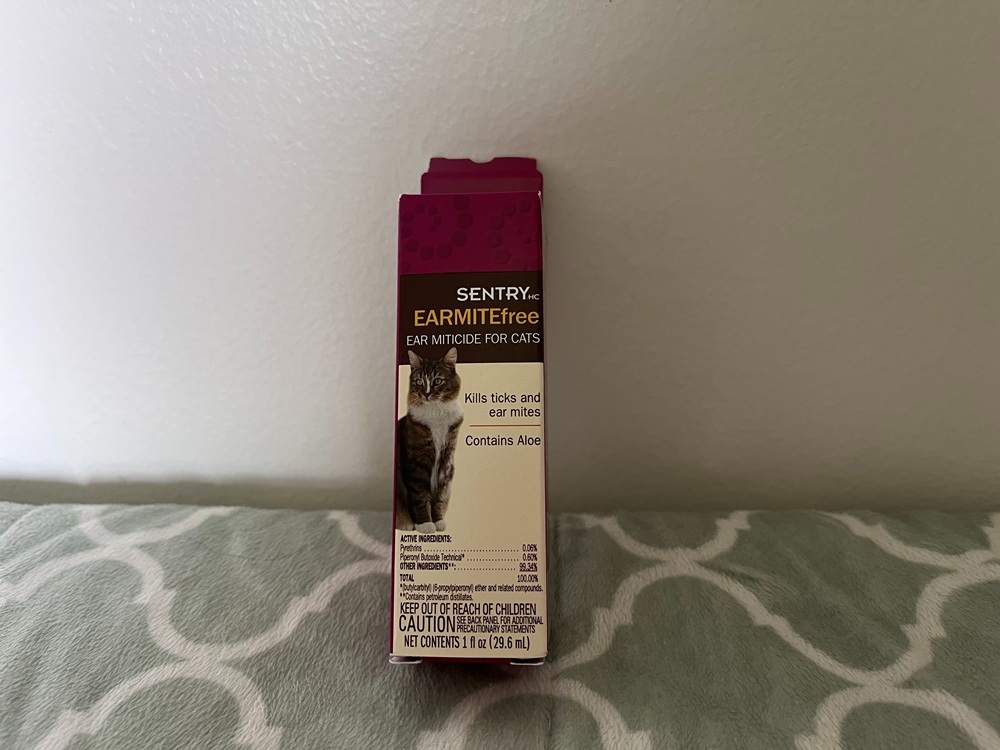 SENTRY HC
EARMITEfree
EAR MITICIDE FOR CATS
Kills ticks and
ear mites
Contains Aloe
ACTIVE INGREDIENTS:
Pyrethrins ........................... 0.06%
Piperonyl Butoxide Technical* ............... 0.60%
OTHER INGREDIENTS**: ................. 99.34%
TOTAL 100.00%
*(butylcarbityl) (6-propylpiperonyl) ether and related compounds.
**Contains petroleum distillates.
KEEP OUT OF REACH OF CHILDREN
CAUTION SEE BACK PANEL FOR ADDITIONAL
PRECAUTIONARY STATEMENTS
NET CONTENTS 1 fl oz (29.6 mL)